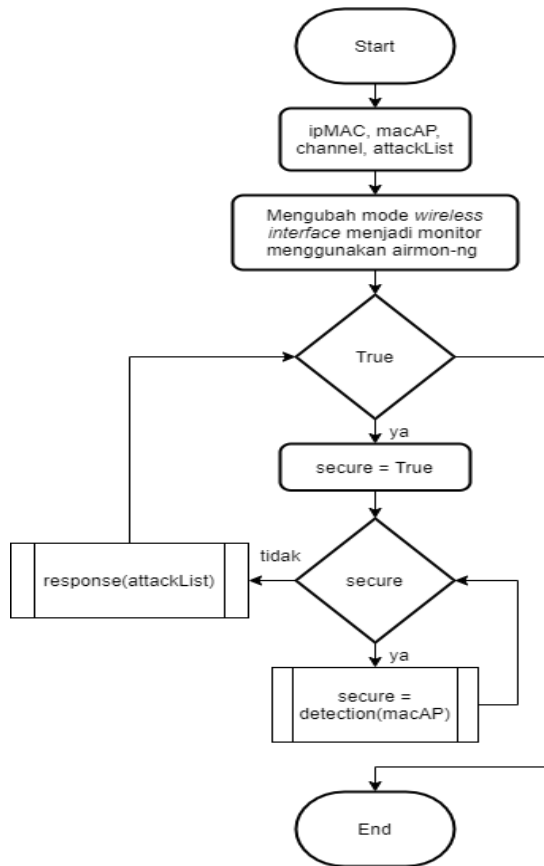 Start
ipMAC, macAP,
channel, attackList
Mengubah mode wireless
interface menjadi monitor
menggunakan airmon-ng
True
ya
secure = True
tidak
response(attackList)
secure
ya
secure =
detection(macAP)
End